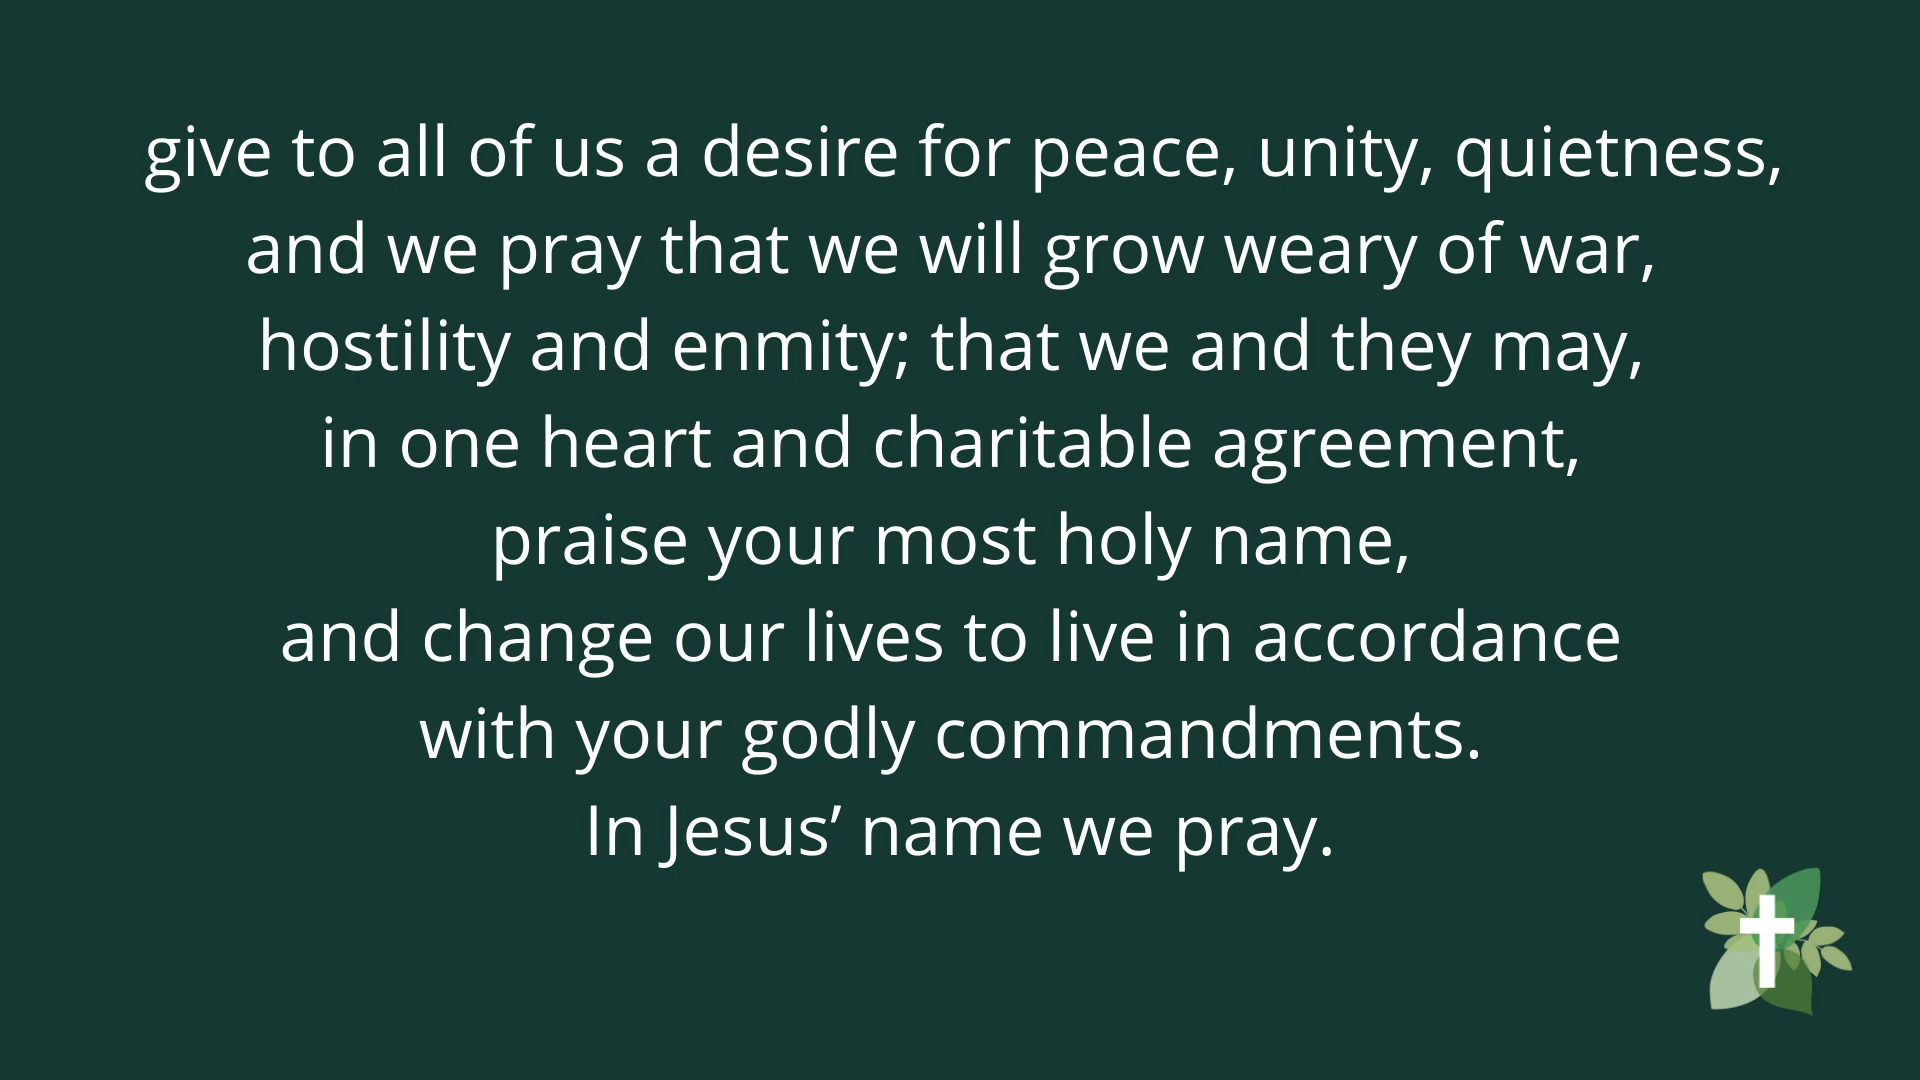 give to all of us a desire for peace, unity, quietness,
and we pray that we will grow weary of war,
hostility and enmity; that we and they may,
in one heart and charitable agreement,
praise your most holy name,
and change our lives to live in accordance
with your godly commandments.
In Jesus’ name we pray.